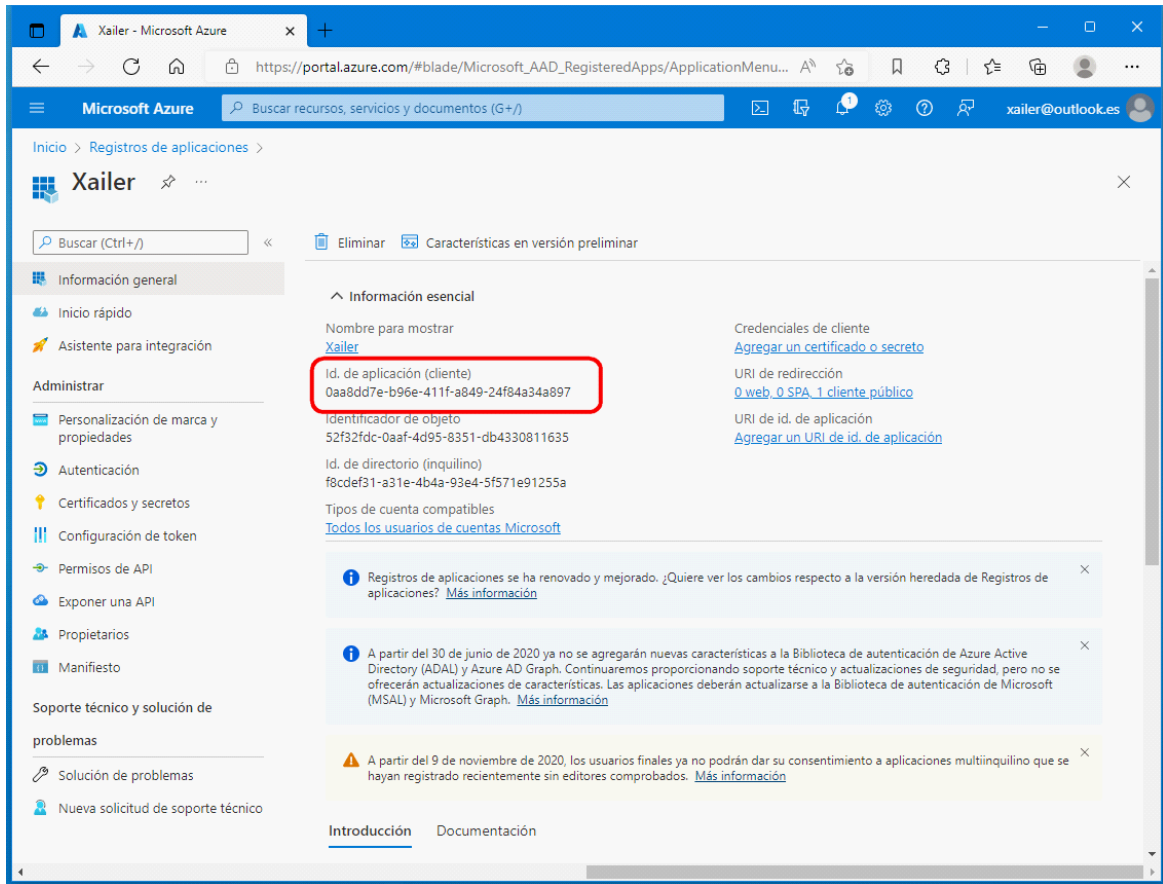 Xailer - Microsoft Azure
https://portal.azure.com/#blade/Microsoft_AAD_RegisteredApps/ApplicationMenu...
Microsoft Azure
Buscar recursos, servicios y documentos (G+/)
1
xailer@outlook.es
Inicio > Registros de aplicaciones >
Xailer
Buscar (Ctrl+/)
«
Eliminar
Características en versión preliminar
Información general
Inicio rápido
Asistente para integración
Administrar
Personalización de marca y
propiedades
Autenticación
Certificados y secretos
Configuración de token
Permisos de API
Exponer una API
Propietarios
Manifiesto
Soporte técnico y solución de
problemas
Solución de problemas
Nueva solicitud de soporte técnico
Información esencial
Nombre para mostrar
Xailer
Id. de aplicación (cliente)
0aa8dd7e-b96e-411f-a849-24f84a34a897
Identificador de objeto
52f32fdc-0aaf-4d95-8351-db4330811635
Id. de directorio (inquilino)
f8cdef31-a31e-4b4a-93e4-5f571e91255a
Tipos de cuenta compatibles
Todos los usuarios de cuentas Microsoft
Credenciales de cliente
Agregar un certificado o secreto
URI de redirección
0 web, 0 SPA, 1 cliente público
URI de id. de aplicación
Agregar un URI de id. de aplicación
Registros de aplicaciones se ha renovado y mejorado. ¿Quiere ver los cambios respecto a la versión heredada de Registros de
aplicaciones? Más información
A partir del 30 de junio de 2020 ya no se agregarán nuevas características a la Biblioteca de autenticación de Azure Active
Directory (ADAL) y Azure AD Graph. Continuaremos proporcionando soporte técnico y actualizaciones de seguridad, pero no se
ofrecerán actualizaciones de características. Las aplicaciones deberán actualizarse a la Biblioteca de autenticación de Microsoft
(MSAL) y Microsoft Graph. Más información
A partir del 9 de noviembre de 2020, los usuarios finales ya no podrán dar su consentimiento a aplicaciones multiinquilino que se
hayan registrado recientemente sin editores comprobados. Más información
Introducción
Documentación